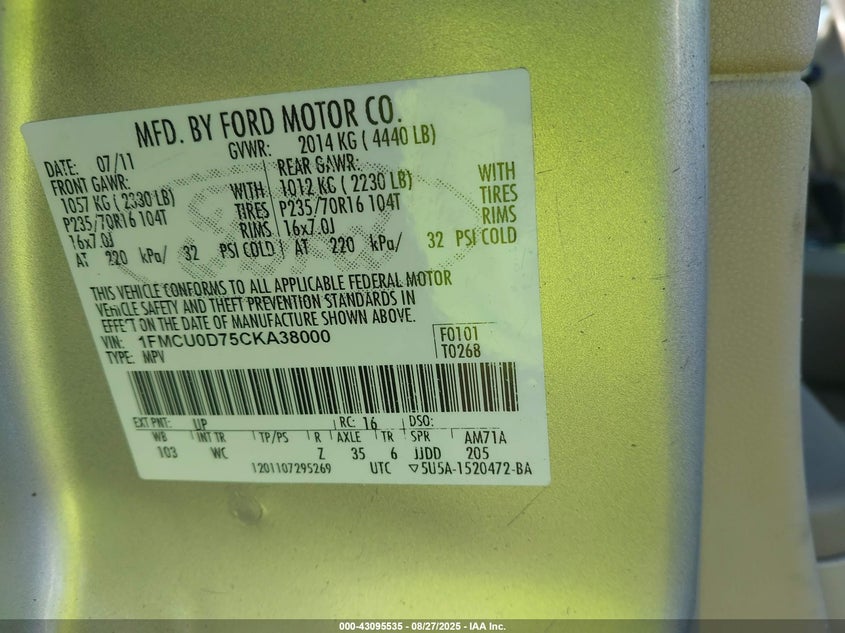 MFD. BY FORD MOTOR CO.
DATE: 07/11 GVWR: 2014 KG ( 4440 LB)
FRONT GAWR: REAR GAWR:
1057 KG ( 2330 LB) WITH 1012 KG ( 2230 LB) WITH
P235/70R16 104T TIRES P235/70R16 104T TIRES
16x7.0J RIMS 16x7.0J RIMS
AT 220 kPa/ 32 PSI COLD AT 220 kPa/ 32 PSI COLD
THIS VEHICLE CONFORMS TO ALL APPLICABLE FEDERAL MOTOR
VEHICLE SAFETY AND THEFT PREVENTION STANDARDS IN
EFFECT ON THE DATE OF MANUFACTURE SHOWN ABOVE.
VIN: 1FMCU0D75CKA38000 F0101
TYPE: MPV T0268
EXT PNT: UP RC: 16 DSO:
WB INT TR TP/PS R AXLE TR SPR AM71A
103 WC Z 35 6 JJDD 205
1201107295269 UTC ▽5U5A-1520472-BA
000-43095535 - 08/27/2025 - IAA Inc.